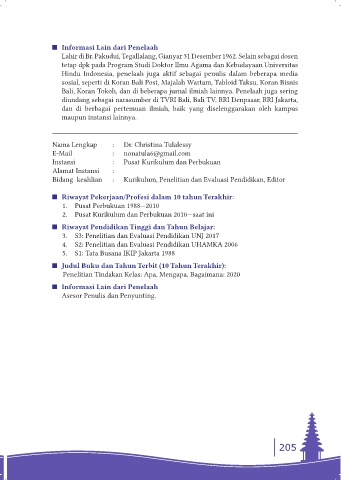 ■ Informasi Lain dari Penelaah
Lahir di Br. Pakudui, Tegallalang, Gianyar 31 Desember 1962. Selain sebagai dosen
tetap dpk pada Program Studi Doktor Ilmu Agama dan Kebudayaan Universitas
Hindu Indonesia, penelaah juga aktif sebagai penulis dalam beberapa media
sosial, seperti di Koran Bali Post, Majalah Wartam, Tabloid Taksu, Koran Bisnis
Bali, Koran Tokoh, dan di beberapa jurnal ilmiah lainnya. Penelaah juga sering
diundang sebagai narasumber di TVRI Bali, Bali TV, RRI Denpasar, RRI Jakarta,
dan di berbagai pertemuan ilmiah, baik yang diselenggarakan oleh kampus
maupun instansi lainnya.
Nama Lengkap : Dr. Christina Tulalessy
E-Mail : nonatula6@gmail.com
Instansi : Pusat Kurikulum dan Perbukuan
Alamat Instansi :
Bidang keahlian : Kurikulum, Penelitian dan Evaluasi Pendidikan, Editor
■ Riwayat Pekerjaan/Profesi dalam 10 tahun Terakhir:
1. Pusat Perbukuan 1988—2010
2. Pusat Kurikulum dan Perbukuan 2010—saat ini
■ Riwayat Pendidikan Tinggi dan Tahun Belajar:
3. S3: Penelitian dan Evaluasi Pendidikan UNJ 2017
4. S2: Penelitian dan Evaluasi Pendidikan UHAMKA 2006
5. S1: Tata Busana IKIP Jakarta 1988
■ Judul Buku dan Tahun Terbit (10 Tahun Terakhir):
Penelitian Tindakan Kelas: Apa, Mengapa, Bagaimana: 2020
■ Informasi Lain dari Penelaah
Asesor Penulis dan Penyunting.
205